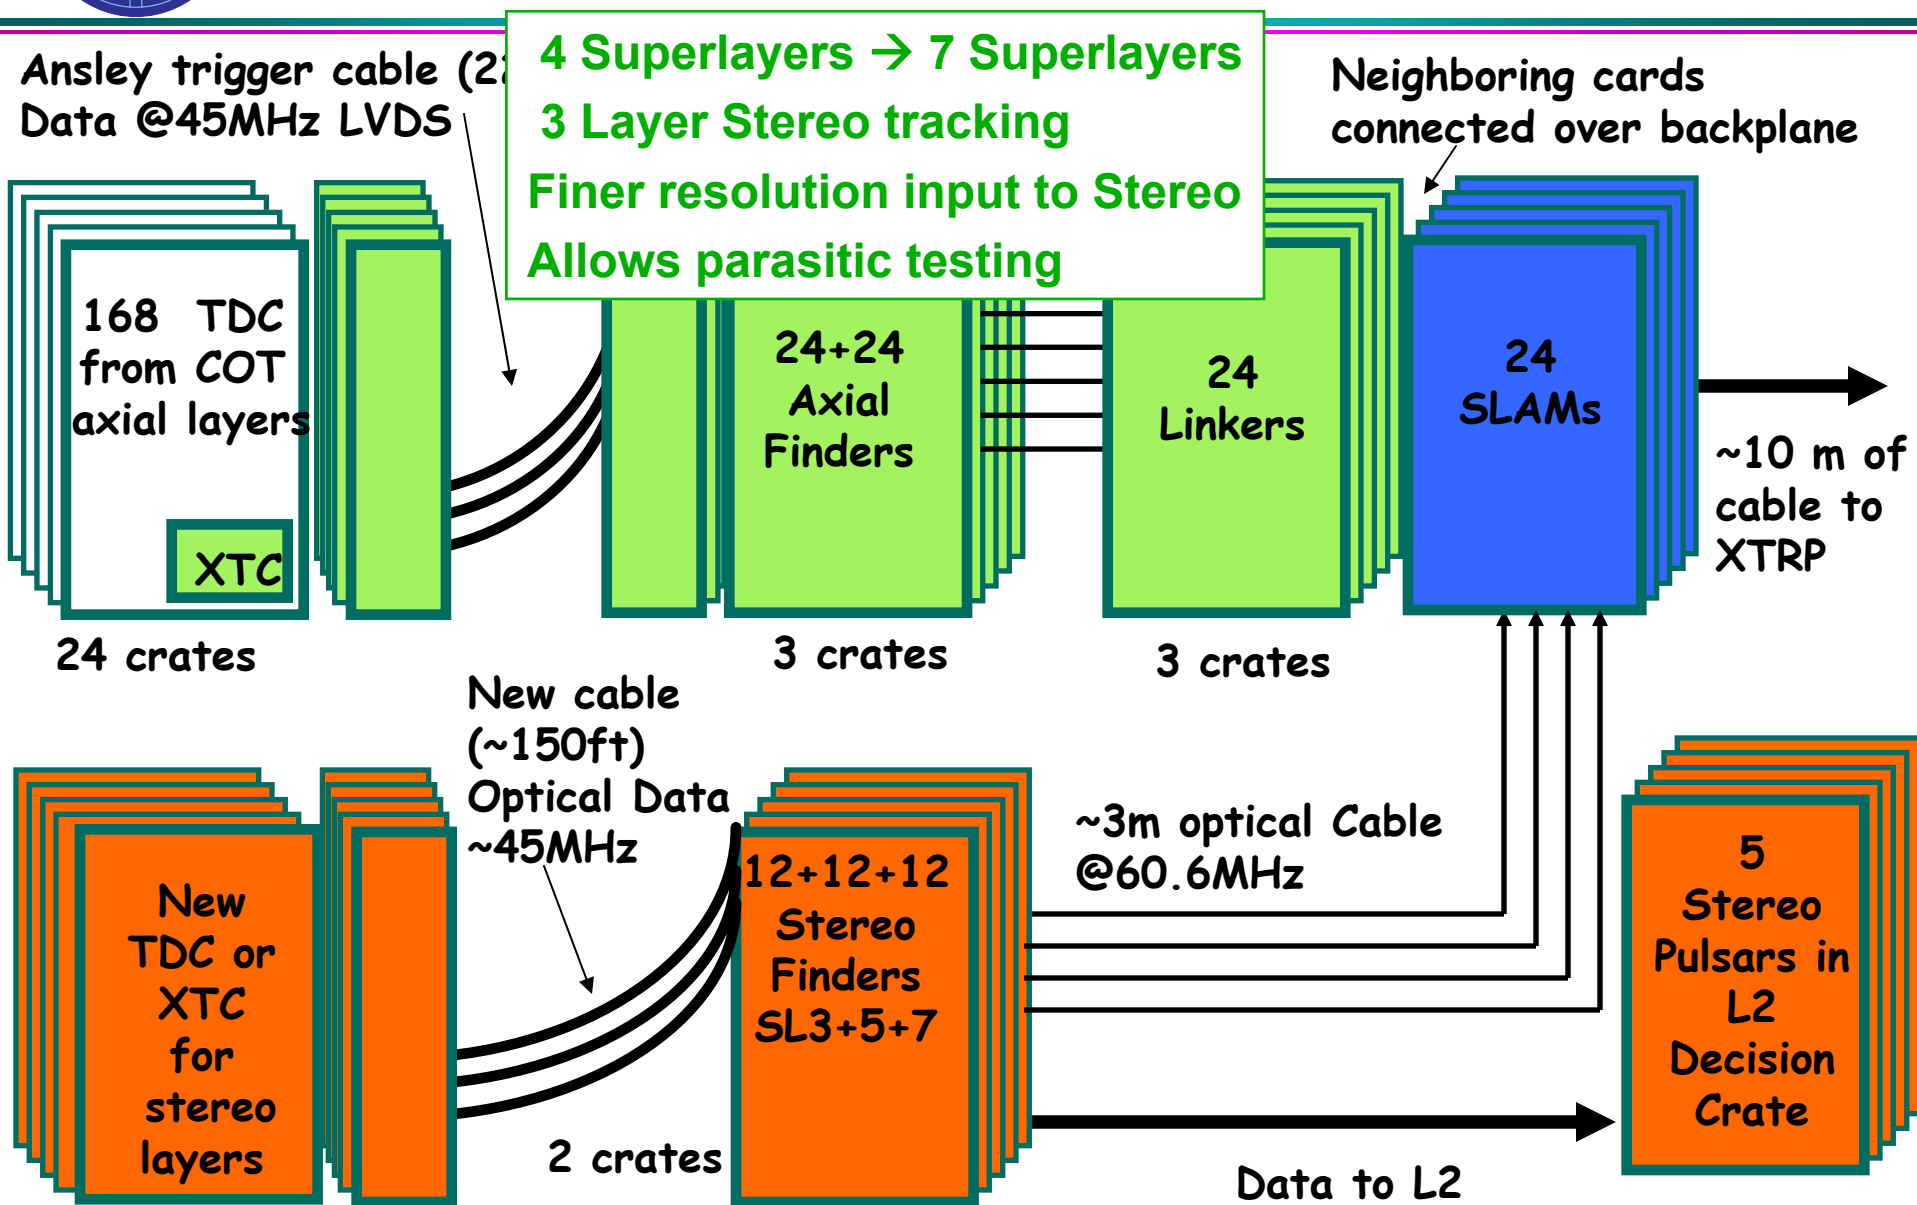 4 Superlayers → 7 Superlayers
3 Layer Stereo tracking
Finer resolution input to Stereo
Allows parasitic testing
Ansley trigger cable
Data @45MHz LVDS
Neighboring cards
connected over backplane
168 TDC
from COT
axial layers
XTC
24 crates
24+24
Axial
Finders
3 crates
24
Linkers
3 crates
24
SLAMs
~10 m of
cable to
XTRP
New cable
(~150ft)
Optical Data
~45MHz
New
TDC or
XTC
for
stereo
layers
2 crates
12+12+12
Stereo
Finders
SL3+5+7
~3m optical Cable
@60.6MHz
Data to L2
5
Stereo
Pulsars in
L2
Decision
Crate